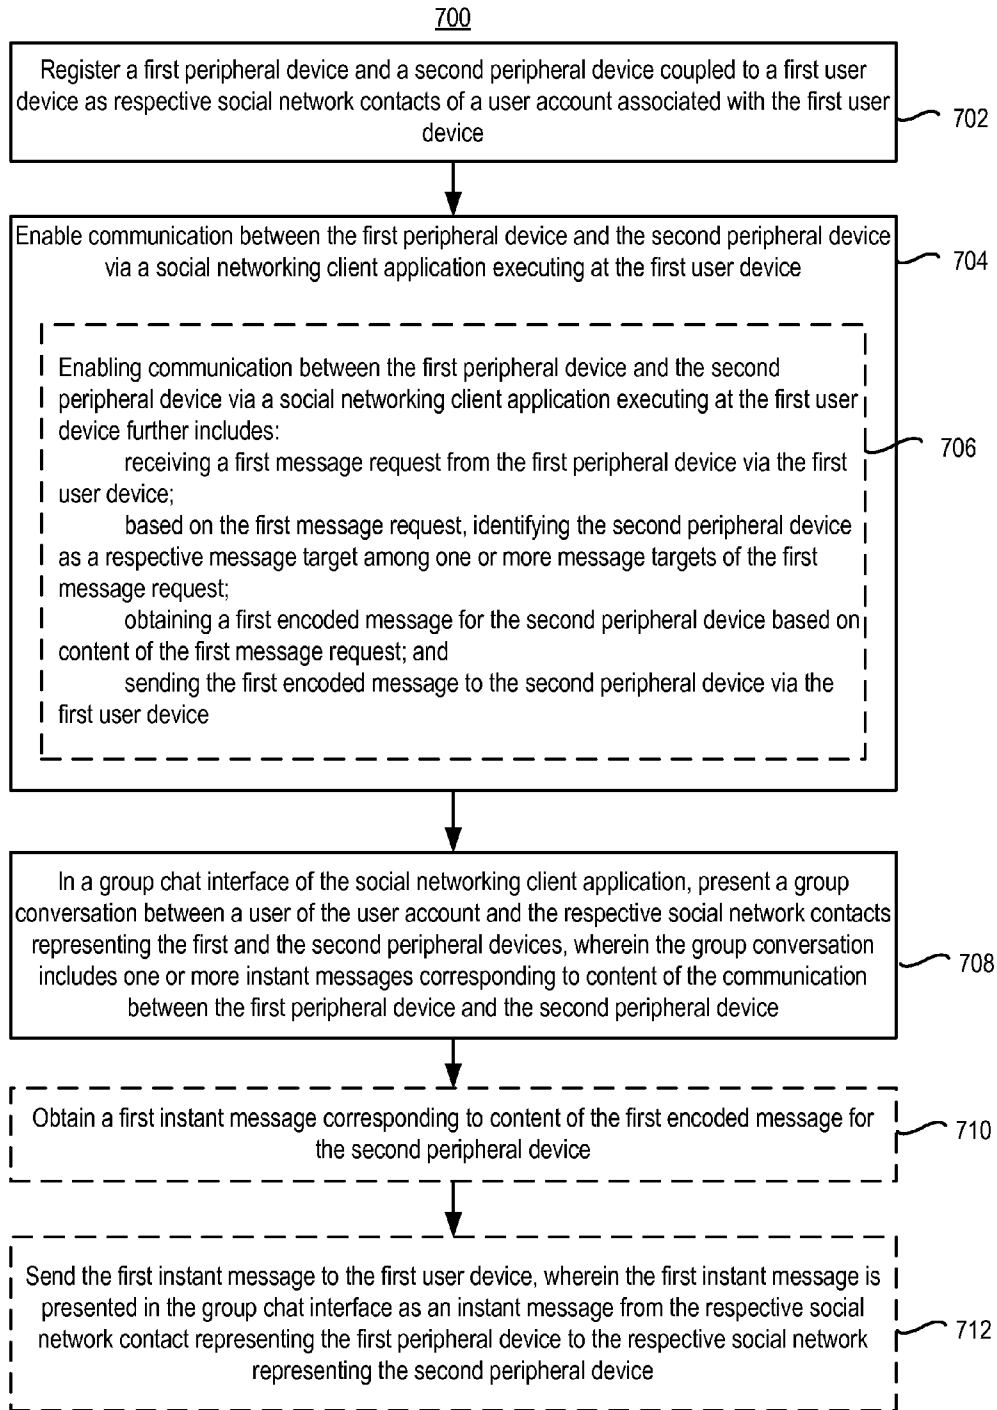 700
Register a first peripheral device and a second peripheral device coupled to a first user
device as respective social network contacts of a user account associated with the first user
device
702
Enable communication between the first peripheral device and the second peripheral device
via a social networking client application executing at the first user device
704
Enabling communication between the first peripheral device and the second
peripheral device via a social networking client application executing at the first user
device further includes:
receiving a first message request from the first peripheral device via the first
user device;
based on the first message request, identifying the second peripheral device
as a respective message target among one or more message targets of the first
message request;
obtaining a first encoded message for the second peripheral device based on
content of the first message request; and
sending the first encoded message to the second peripheral device via the
first user device
706
In a group chat interface of the social networking client application, present a group
conversation between a user of the user account and the respective social network contacts
representing the first and the second peripheral devices, wherein the group conversation
includes one or more instant messages corresponding to content of the communication
between the first peripheral device and the second peripheral device
708
Obtain a first instant message corresponding to content of the first encoded message for
the second peripheral device
710
Send the first instant message to the first user device, wherein the first instant message is
presented in the group chat interface as an instant message from the respective social
network contact representing the first peripheral device to the respective social network
representing the second peripheral device
712